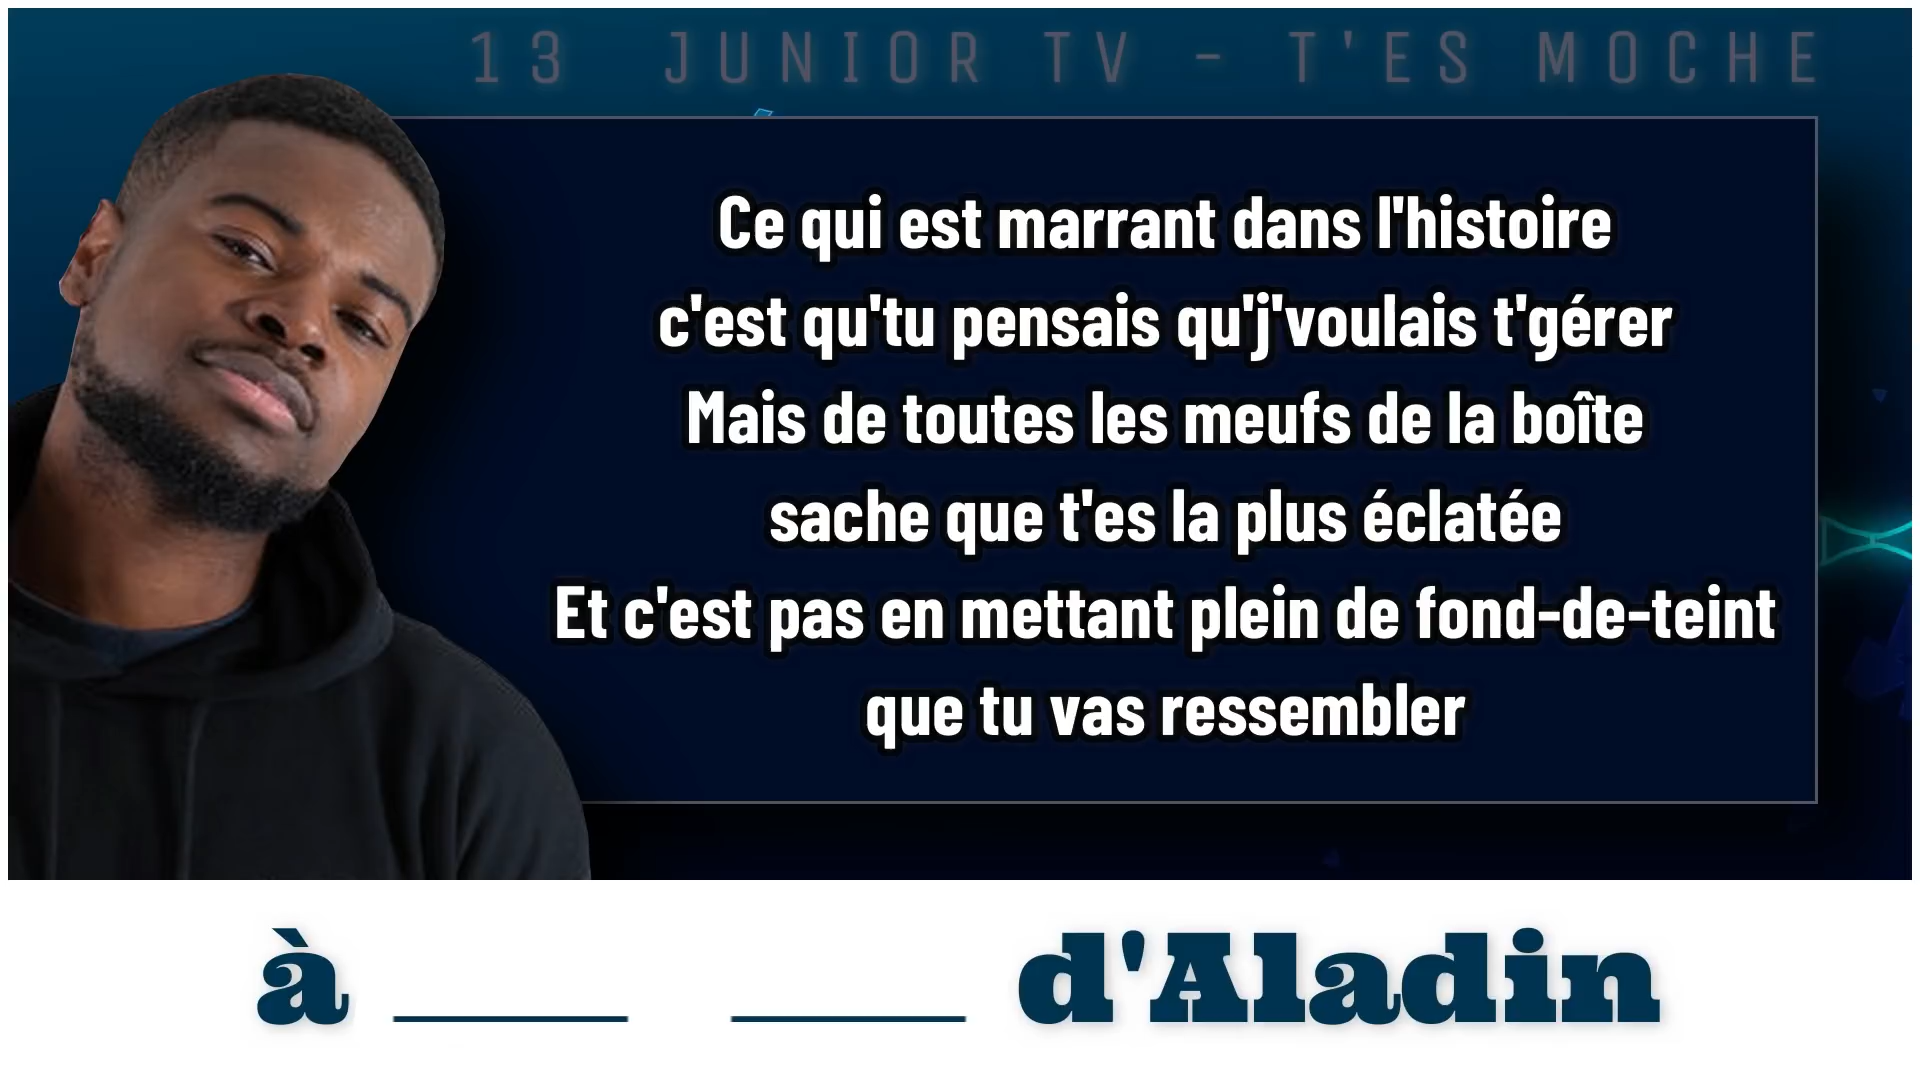 13 JUNIOR TV - T'ES MOCHE
Ce qui est marrant dans l'histoire
c'est qu'tu pensais qu'j'voulais t'gérer
Mais de toutes les meufs de la boîte
sache que t'es la plus éclatée
Et c'est pas en mettant plein de fond-de-teint
que tu vas ressembler
à ____ ____ d'Aladin